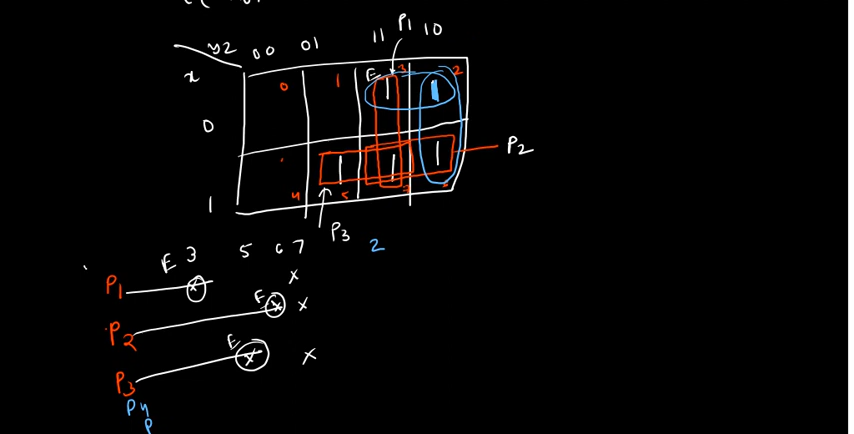 P1
yz 00 01 11 10
x 0 1 E 3 2
0 1 1
1 1 1 1 P2
4 5 7
P3
E 3 5 6 7 2
P1 x x
P2 E x x
P3 E x x
P4
P